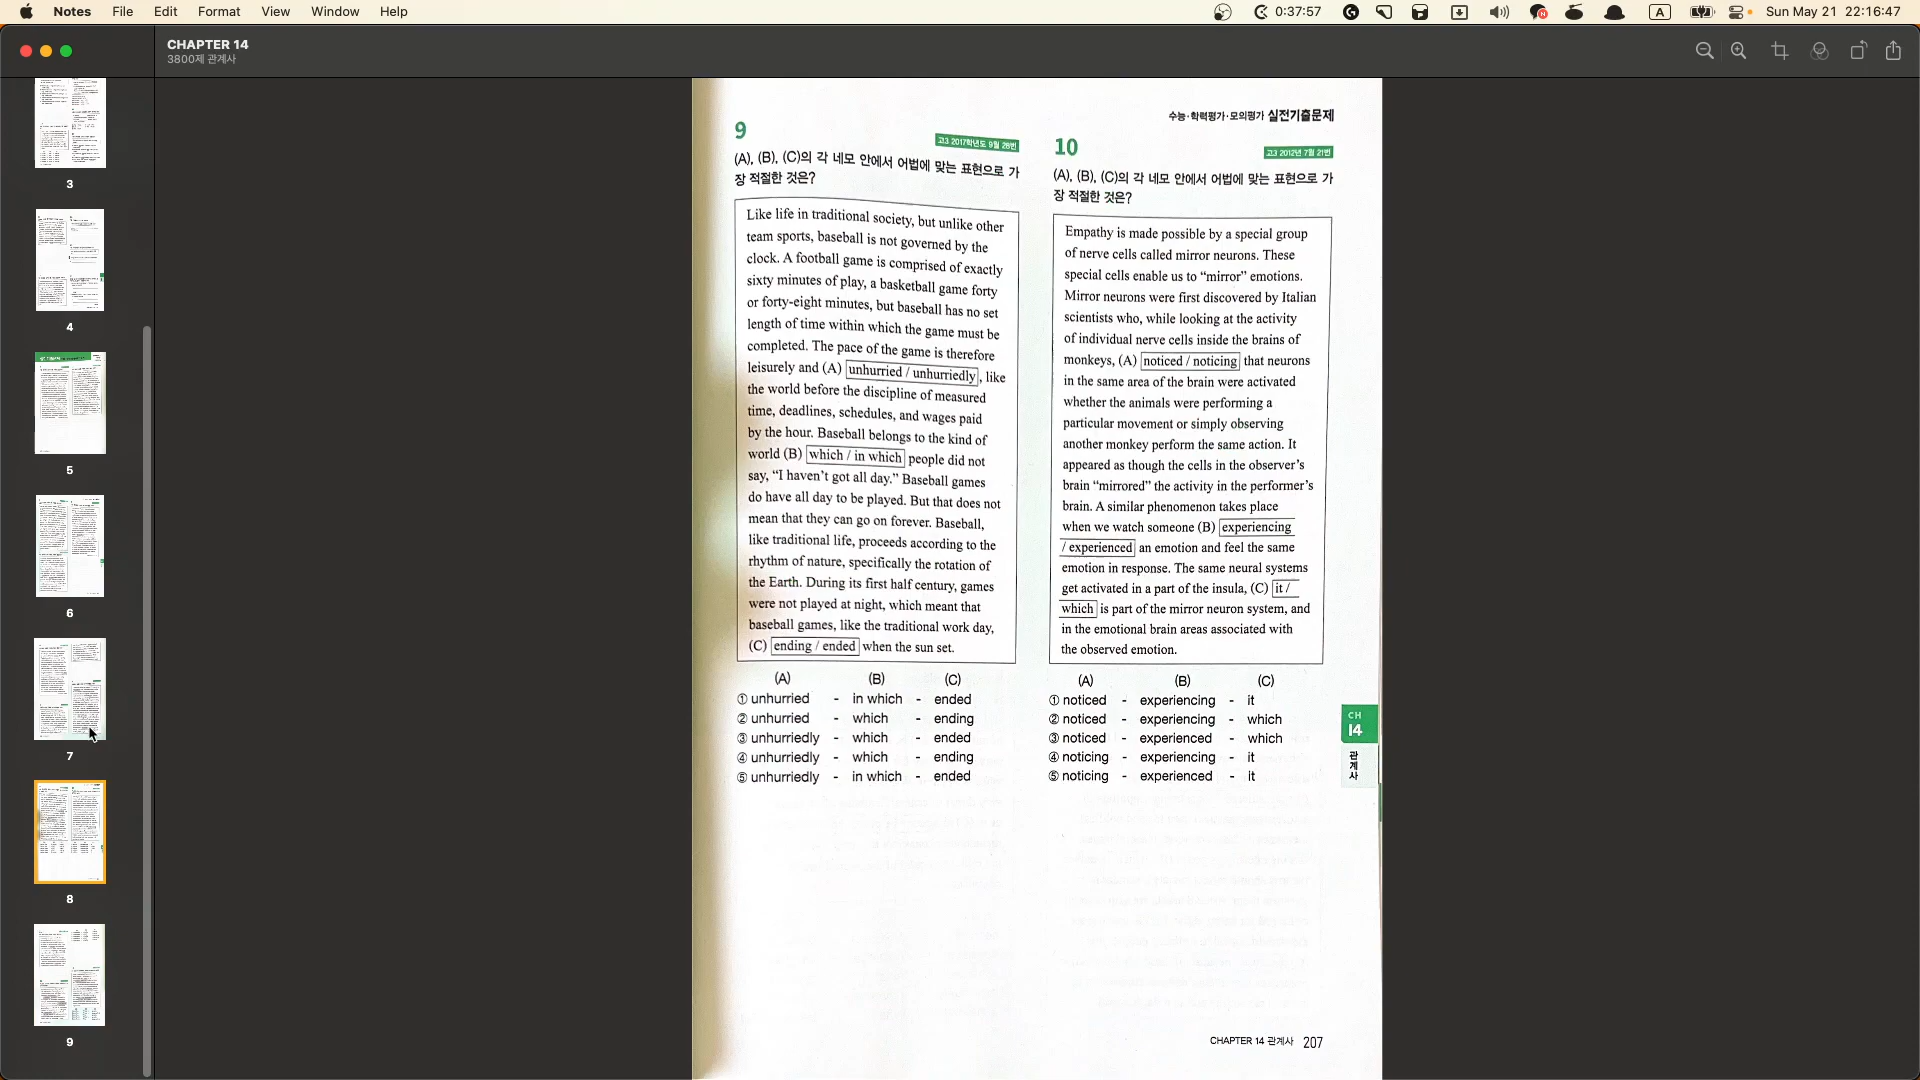 Notes File Edit Format View Window Help
0:37:57
A
Sun May 21 22:16:47
CHAPTER 14
3800제 관계사
3
4
5
6
7
8
9
수능·학력평가·모의평가 실전기출문제
9
고3 2017학년도 9월 28번
(A), (B), (C)의 각 네모 안에서 어법에 맞는 표현으로 가
장 적절한 것은?
Like life in traditional society, but unlike other
team sports, baseball is not governed by the
clock. A football game is comprised of exactly
sixty minutes of play, a basketball game forty
or forty-eight minutes, but baseball has no set
length of time within which the game must be
completed. The pace of the game is therefore
leisurely and (A) unhurried / unhurriedly, like
the world before the discipline of measured
time, deadlines, schedules, and wages paid
by the hour. Baseball belongs to the kind of
world (B) which / in which people did not
say, “I haven’t got all day.” Baseball games
do have all day to be played. But that does not
mean that they can go on forever. Baseball,
like traditional life, proceeds according to the
rhythm of nature, specifically the rotation of
the Earth. During its first half century, games
were not played at night, which meant that
baseball games, like the traditional work day,
(C) ending / ended when the sun set.
(A) (B) (C)
① unhurried - in which - ended
② unhurried - which - ending
③ unhurriedly - which - ended
④ unhurriedly - which - ending
⑤ unhurriedly - in which - ended
10
고3 2012년 7월 21번
(A), (B), (C)의 각 네모 안에서 어법에 맞는 표현으로 가
장 적절한 것은?
Empathy is made possible by a special group
of nerve cells called mirror neurons. These
special cells enable us to “mirror” emotions.
Mirror neurons were first discovered by Italian
scientists who, while looking at the activity
of individual nerve cells inside the brains of
monkeys, (A) noticed / noticing that neurons
in the same area of the brain were activated
whether the animals were performing a
particular movement or simply observing
another monkey perform the same action. It
appeared as though the cells in the observer’s
brain “mirrored” the activity in the performer’s
brain. A similar phenomenon takes place
when we watch someone (B) experiencing
/ experienced an emotion and feel the same
emotion in response. The same neural systems
get activated in a part of the insula, (C) it /
which is part of the mirror neuron system, and
in the emotional brain areas associated with
the observed emotion.
(A) (B) (C)
① noticed - experiencing - it
② noticed - experiencing - which
③ noticed - experienced - which
④ noticing - experiencing - it
⑤ noticing - experienced - it
CH
14
관계사
CHAPTER 14 관계사 207